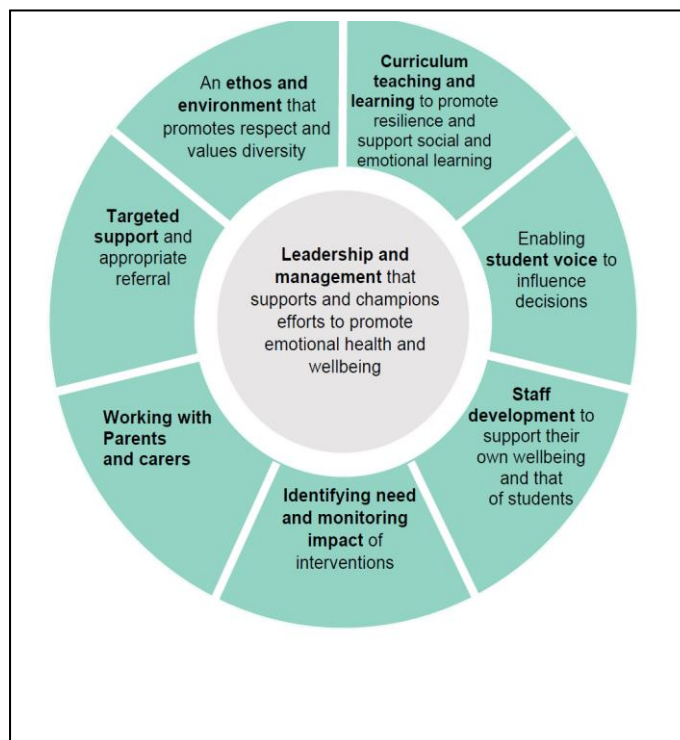 An ethos and
environment that
promotes respect and
values diversity
Curriculum
teaching and
learning to promote
resilience and
support social and
emotional learning
Enabling
student voice to
influence
decisions
Staff
development to
support their
own wellbeing
and that
of students
Identifying need
and monitoring
impact of
interventions
Working with
Parents
and carers
Targeted
support and
appropriate
referral
Leadership and
management that
supports and champions
efforts to promote
emotional health and
wellbeing